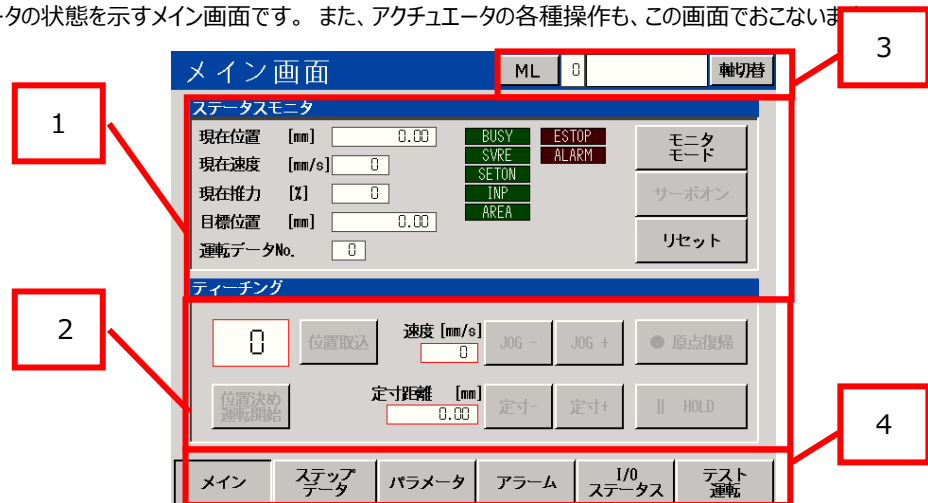 ータの状態を示すメイン画面です。また、アクチュエータの各種操作も、この画面でおこないま
3
メイン画面 ML 0 軸切替
1
ステータスモニタ
現在位置 [mm] 0.00 BUSY ESTOP モニタ
モード
現在速度 [mm/s] 0 SVRE ALARM
SETON
現在推力 [%] 0 INP サーボオン
AREA
目標位置 [mm] 0.00
リセット
運転データNo. 0
ティーチング
2
0 位置取込 速度 [mm/s] 0 JOG - JOG + ● 原点復帰
位置決め
運転開始 定寸距離 [mm] 0.00 定寸- 定寸+ || HOLD
4
メイン ステップ
データ パラメータ アラーム I/O
ステータス テスト
運転